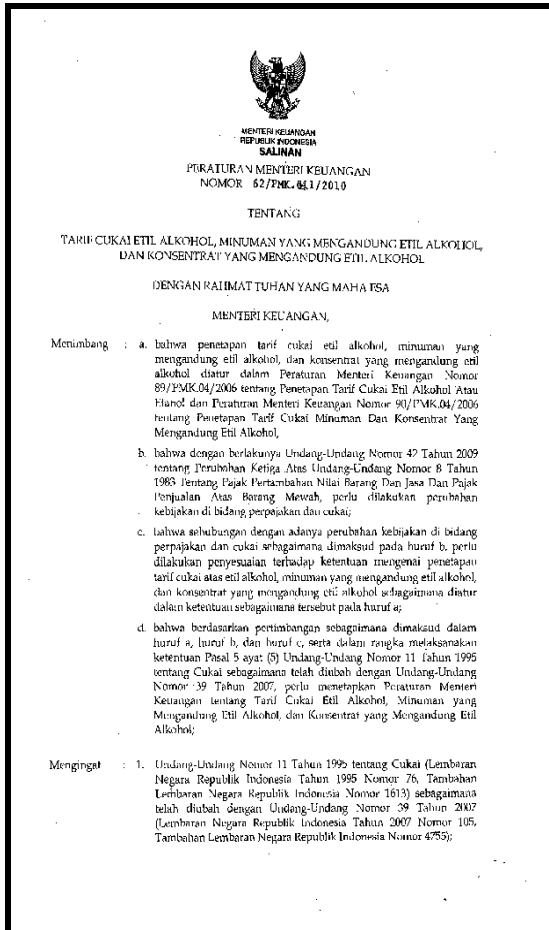 MENTERI KEUANGAN
REPUBLIK INDONESIA
SALINAN
PERATURAN MENTERI KEUANGAN
NOMOR 62/PMK.011/2010
TENTANG
TARIF CUKAI ETIL ALKOHOL, MINUMAN YANG MENGANDUNG ETIL ALKOHOL,
DAN KONSENTRAT YANG MENGANDUNG ETIL ALKOHOL
DENGAN RAHMAT TUHAN YANG MAHA ESA
MENTERI KEUANGAN,
Menimbang : a. bahwa penetapan tarif cukai etil alkohol, minuman yang
mengandung etil alkohol, dan konsentrat yang mengandung etil
alkohol diatur dalam Peraturan Menteri Keuangan Nomor
89/PMK.04/2006 tentang Penetapan Tarif Cukai Etil Alkohol Atau
Etanol dan Peraturan Menteri Keuangan Nomor 90/PMK.04/2006
tentang Penetapan Tarif Cukai Minuman Dan Konsentrat Yang
Mengandung Etil Alkohol,
b. bahwa dengan berlakunya Undang-Undang Nomor 42 Tahun 2009
tentang Perubahan Ketiga Atas Undang-Undang Nomor 8 Tahun
1983 Tentang Pajak Pertambahan Nilai Barang Dan Jasa Dan Pajak
Penjualan Atas Barang Mewah, perlu dilakukan perubahan
kebijakan di bidang perpajakan dan cukai;
c. bahwa sehubungan dengan adanya perubahan kebijakan di bidang
perpajakan dan cukai sebagaimana dimaksud pada huruf b, perlu
dilakukan penyesuaian terhadap ketentuan mengenai penetapan
tarif cukai atas etil alkohol, minuman yang mengandung etil alkohol,
dan konsentrat yang mengandung etil alkohol sebagaimana diatur
dalam ketentuan sebagaimana tersebut pada huruf a;
d. bahwa berdasarkan pertimbangan sebagaimana dimaksud dalam
huruf a, huruf b, dan huruf c, serta dalam rangka melaksanakan
ketentuan Pasal 5 ayat (5) Undang-Undang Nomor 11 Tahun 1995
tentang Cukai sebagaimana telah diubah dengan Undang-Undang
Nomor 39 Tahun 2007, perlu menetapkan Peraturan Menteri
Keuangan tentang Tarif Cukai Etil Alkohol, Minuman yang
Mengandung Etil Alkohol, dan Konsentrat yang Mengandung Etil
Alkohol;
Mengingat : 1. Undang-Undang Nomor 11 Tahun 1995 tentang Cukai (Lembaran
Negara Republik Indonesia Tahun 1995 Nomor 76, Tambahan
Lembaran Negara Republik Indonesia Nomor 1613) sebagaimana
telah diubah dengan Undang-Undang Nomor 39 Tahun 2007
(Lembaran Negara Republik Indonesia Tahun 2007 Nomor 105,
Tambahan Lembaran Negara Republik Indonesia Nomor 4755);